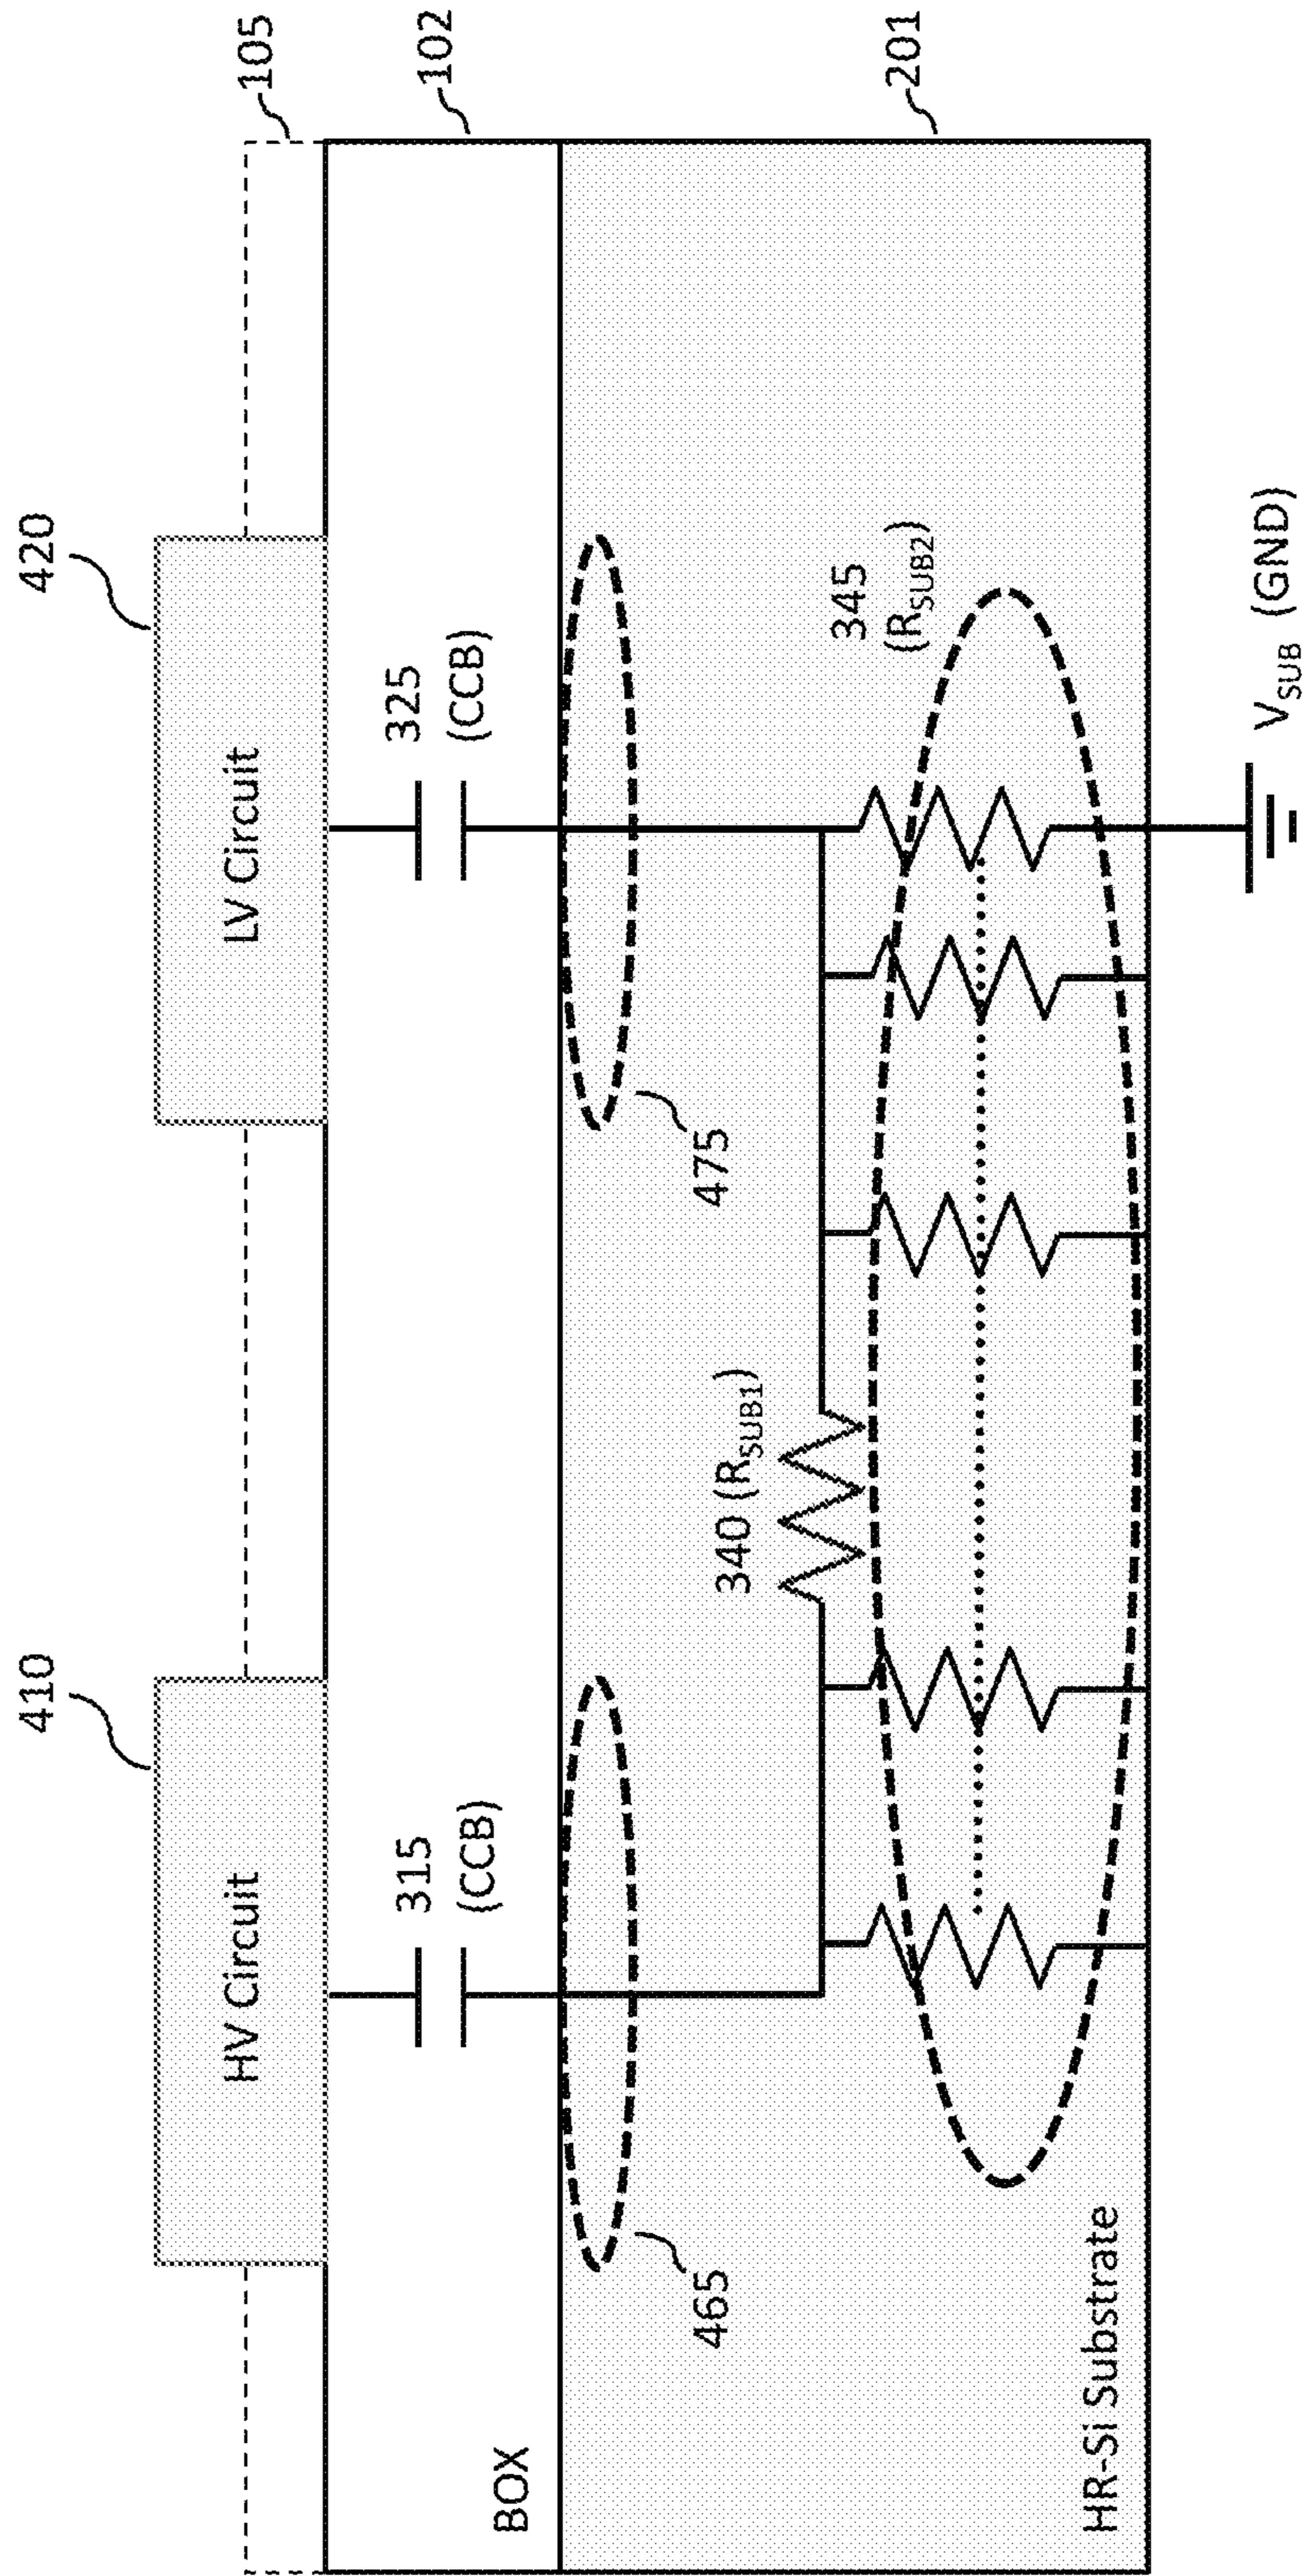 410
420
HV Circuit
LV Circuit
105
315
(CCB)
325
(CCB)
102
BOX
465
475
340 (RSUB1)
345
(RSUB2)
201
HR-Si Substrate
VSUB (GND)